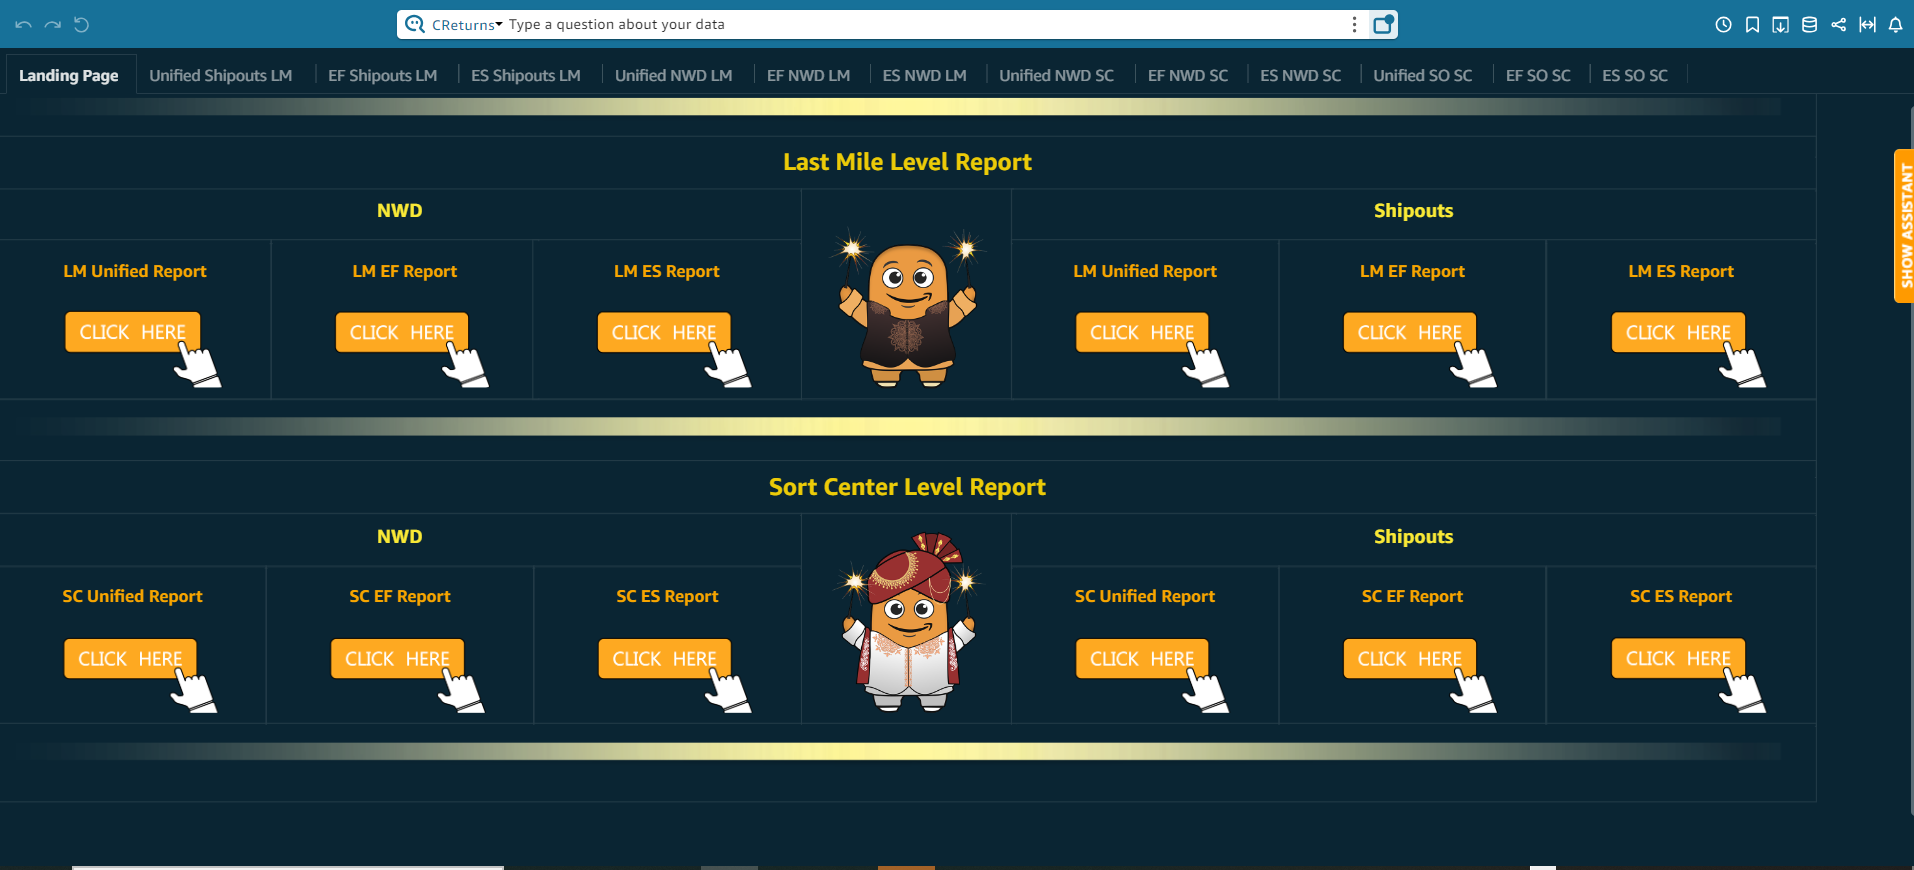 CReturns Type a question about your data
Landing Page Unified Shipouts LM EF Shipouts LM ES Shipouts LM Unified NWD LM EF NWD LM ES NWD LM Unified NWD SC EF NWD SC ES NWD SC Unified SO SC EF SO SC ES SO SC
SHOW ASSISTANT
Last Mile Level Report
NWD Shipouts
LM Unified Report LM EF Report LM ES Report LM Unified Report LM EF Report LM ES Report
CLICK HERE CLICK HERE CLICK HERE CLICK HERE CLICK HERE CLICK HERE
Sort Center Level Report
NWD Shipouts
SC Unified Report SC EF Report SC ES Report SC Unified Report SC EF Report SC ES Report
CLICK HERE CLICK HERE CLICK HERE CLICK HERE CLICK HERE CLICK HERE